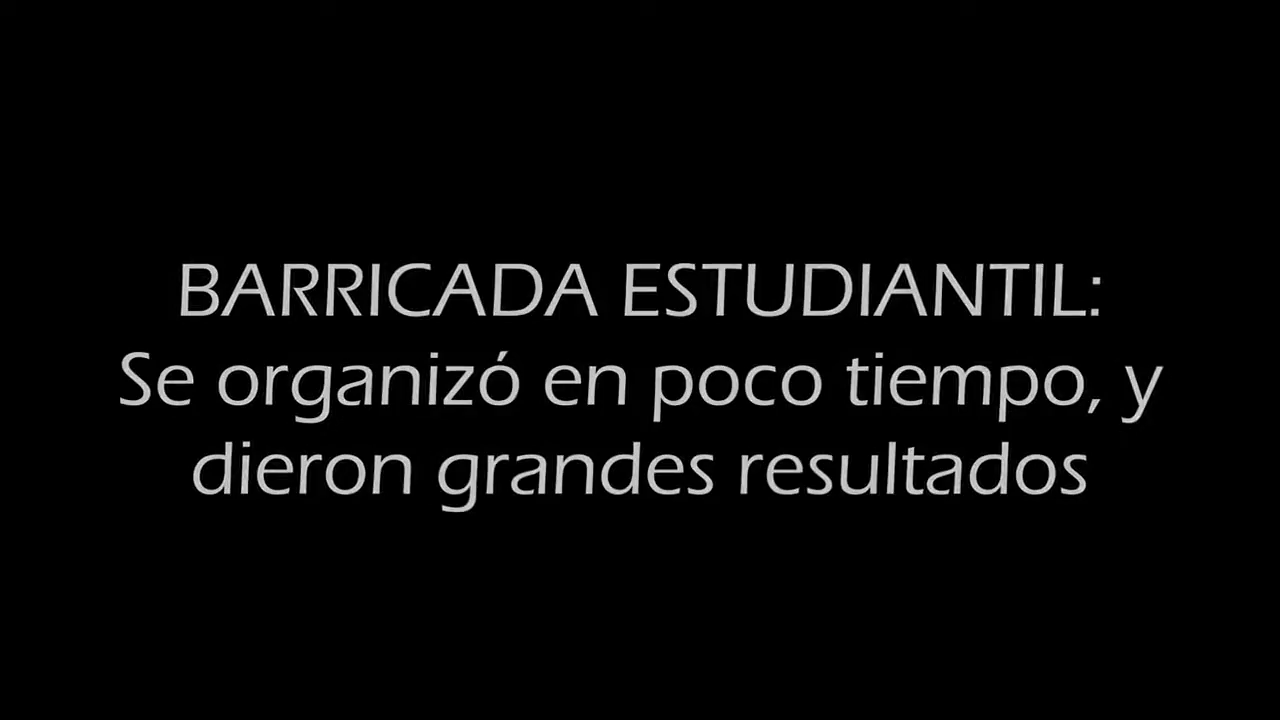 BARRICADA ESTUDIANTIL:
Se organizó en poco tiempo, y
dieron grandes resultados